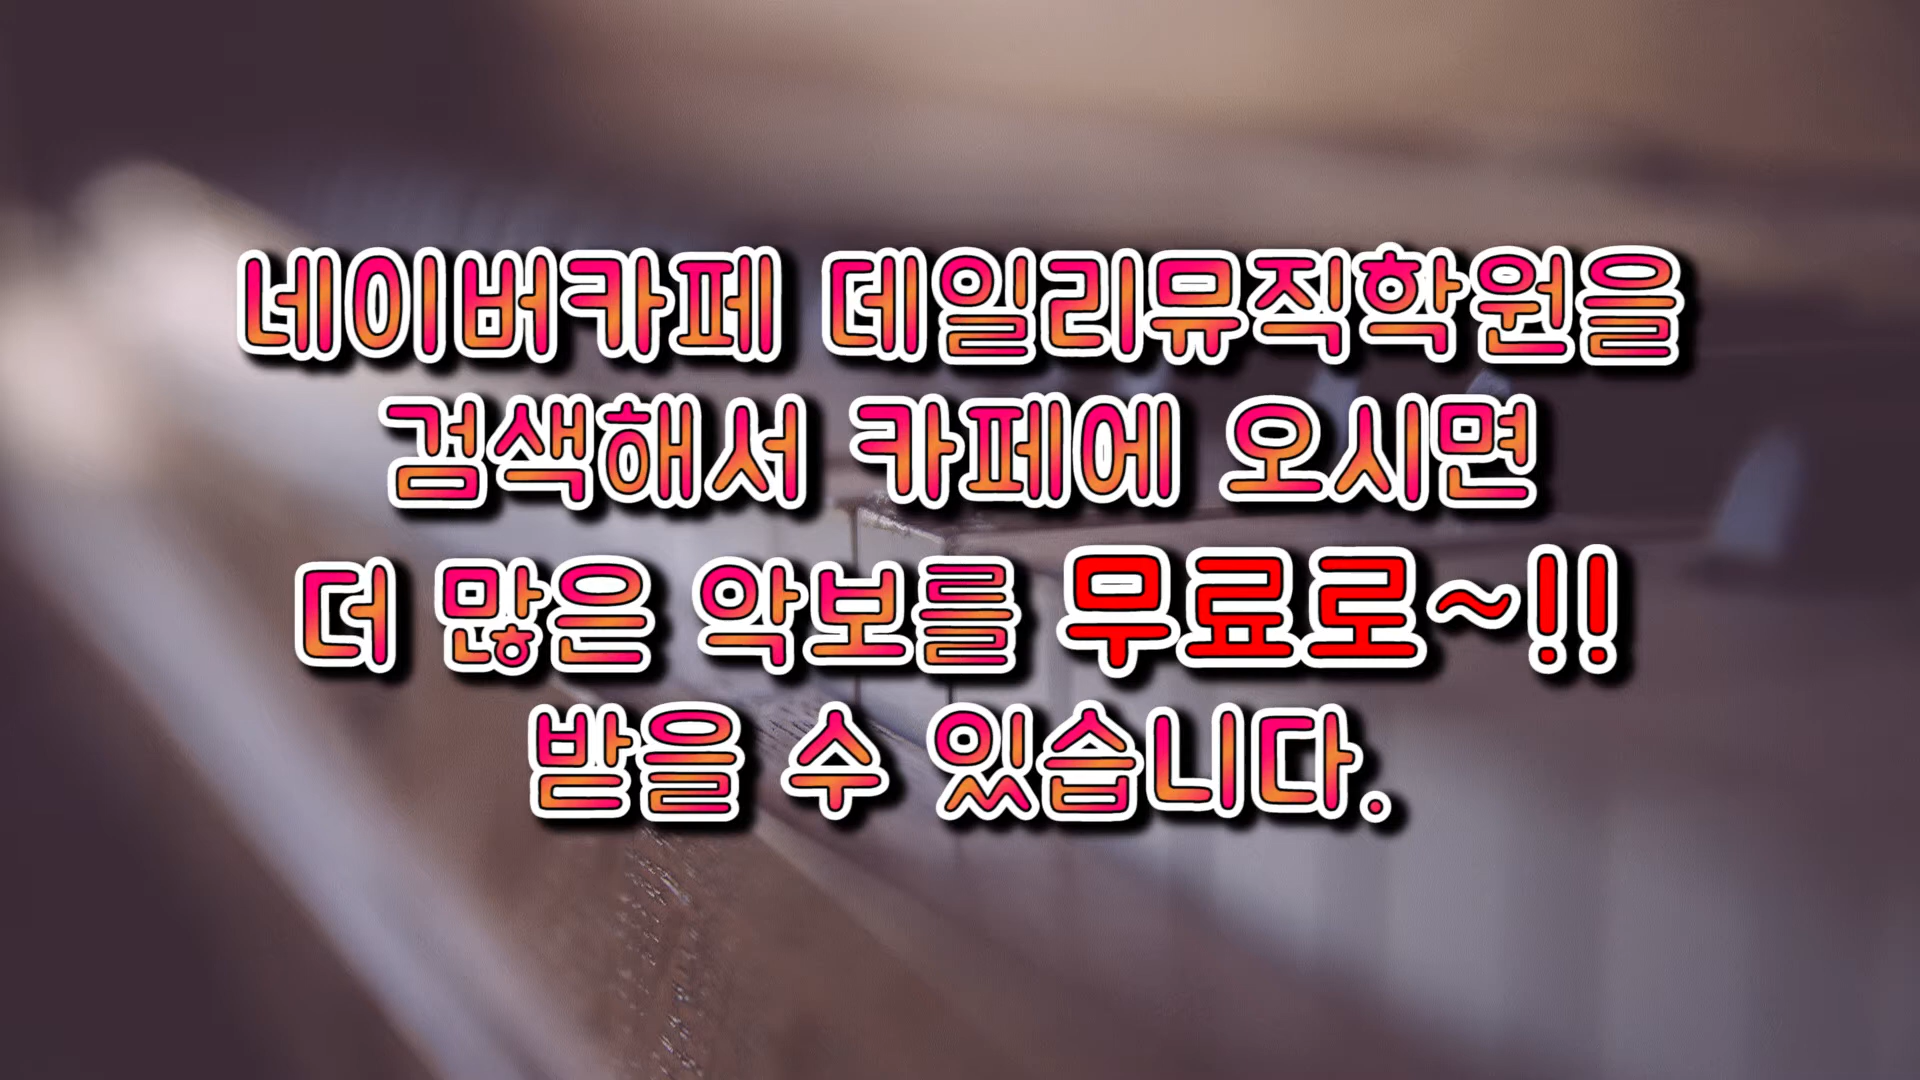 네이버카페 데일리뮤직학원을
검색해서 카페에 오시면
더 많은 악보를 무료로~!!
받을 수 있습니다.